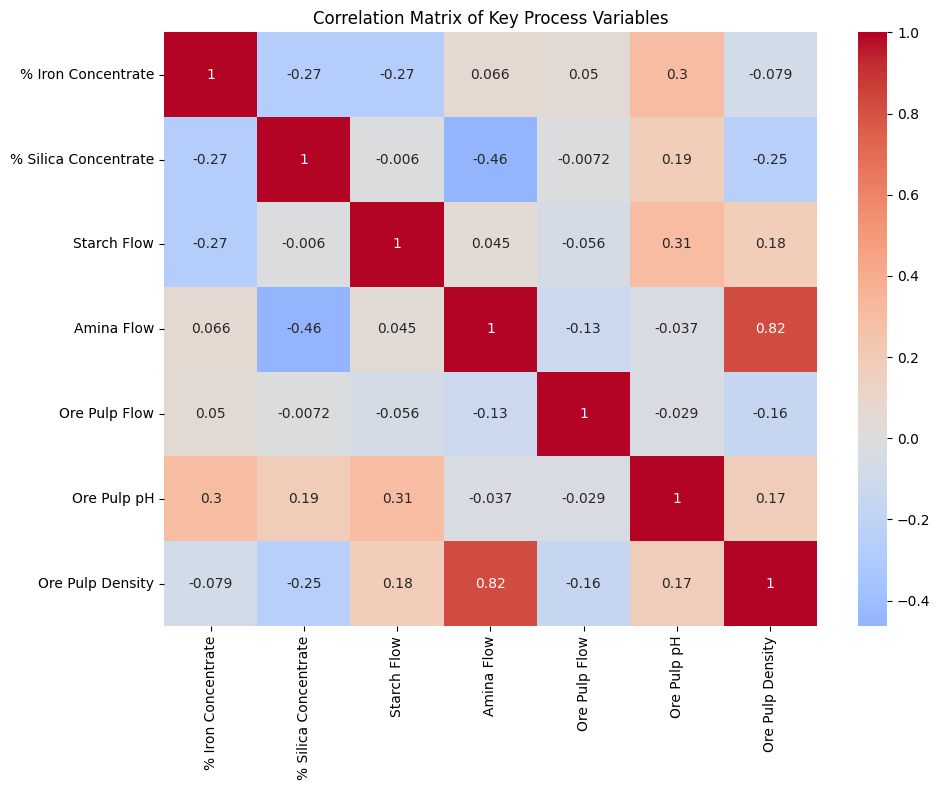 Correlation Matrix of Key Process Variables
% Iron Concentrate 1 -0.27 -0.27 0.066 0.05 0.3 -0.079
% Silica Concentrate -0.27 1 -0.006 -0.46 -0.0072 0.19 -0.25
Starch Flow -0.27 -0.006 1 0.045 -0.056 0.31 0.18
Amina Flow 0.066 -0.46 0.045 1 -0.13 -0.037 0.82
Ore Pulp Flow 0.05 -0.0072 -0.056 -0.13 1 -0.029 -0.16
Ore Pulp pH 0.3 0.19 0.31 -0.037 -0.029 1 0.17
Ore Pulp Density -0.079 -0.25 0.18 0.82 -0.16 0.17 1
% Iron Concentrate
% Silica Concentrate
Starch Flow
Amina Flow
Ore Pulp Flow
Ore Pulp pH
Ore Pulp Density
1.0
0.8
0.6
0.4
0.2
0.0
−0.2
−0.4